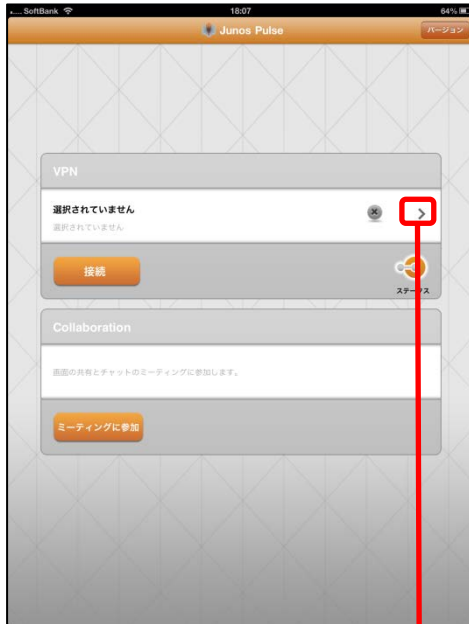 SoftBank 18:07 64%
Junos Pulse バージョン
VPN
選択されていません
選択されていません
接続
ステータス
Collaboration
画面の共有とチャットのミーティングに参加します。
ミーティングに参加